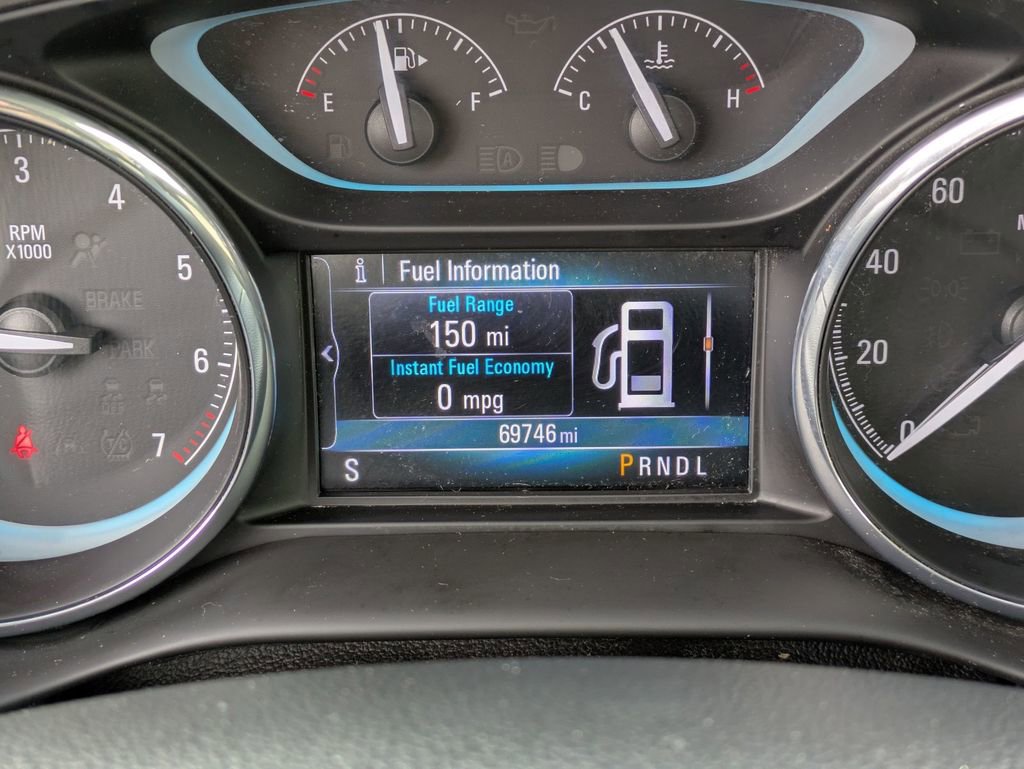 E F
C H
3
4
RPM
X1000
5
BRAKE
PARK
6
7
i Fuel Information
Fuel Range
150 mi
Instant Fuel Economy
0 mpg
69746 mi
S PRNDL
60
M
40
20
0